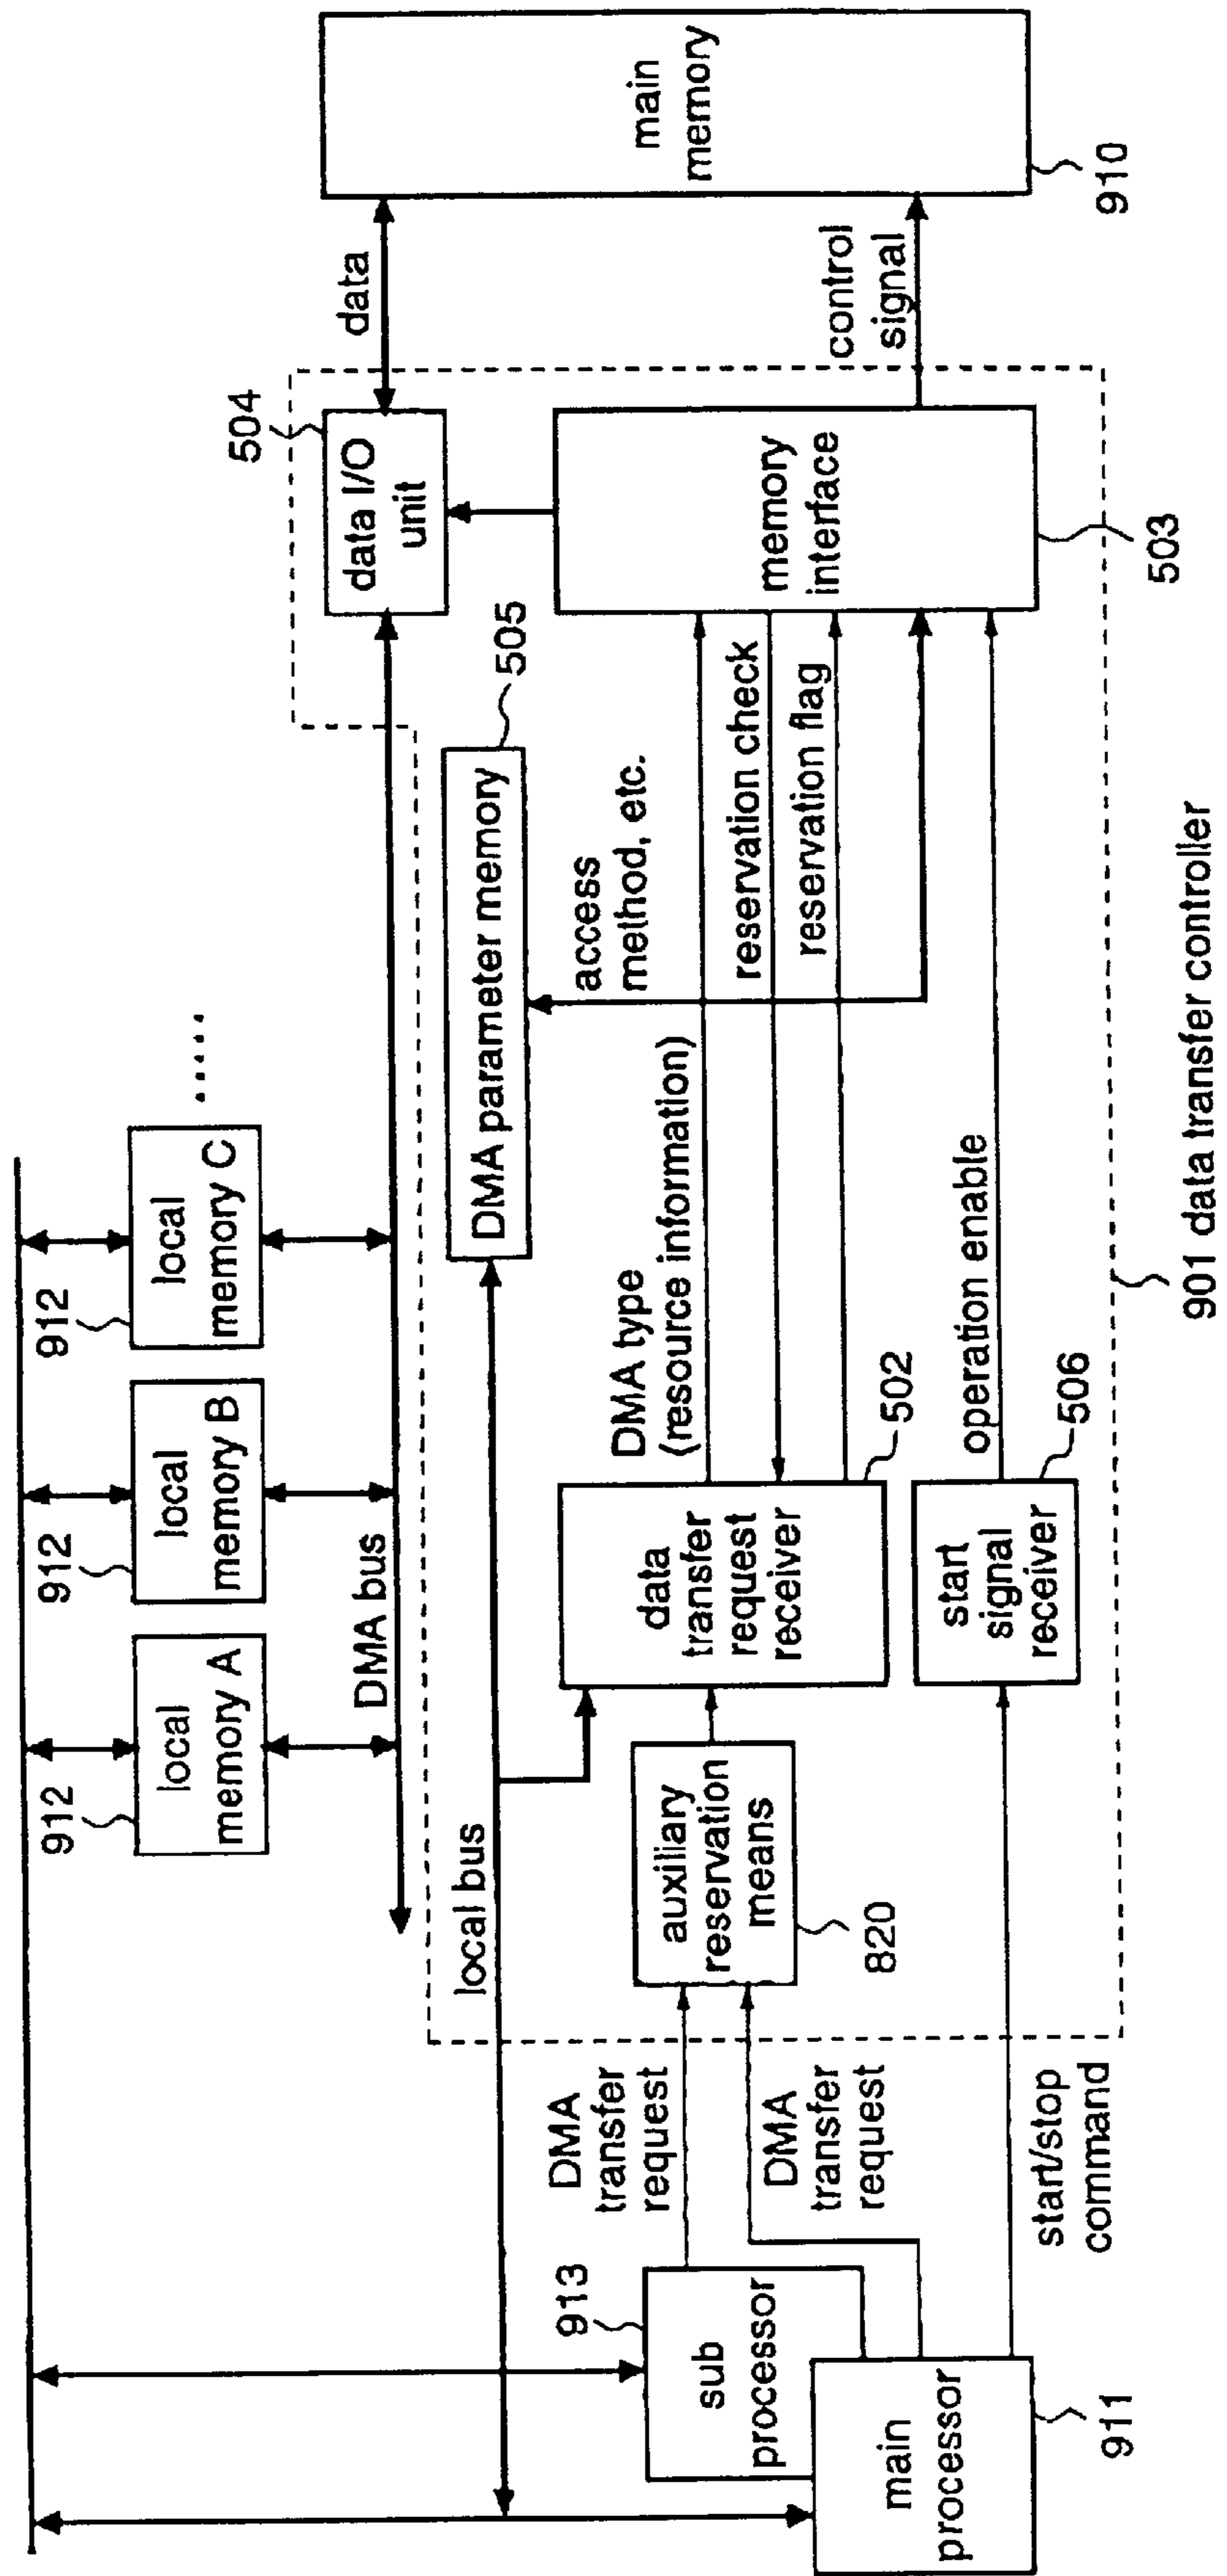 912
local
memory A
912
local
memory B
912
local
memory C
.....
DMA bus
local bus
DMA parameter memory
505
504
data I/O
unit
data
main
memory
910
control
signal
memory
interface
503
access
method, etc.
DMA type
(resource information)
reservation check
reservation flag
operation enable
data
transfer
request
receiver
502
start
signal
receiver
506
auxiliary
reservation
means
820
DMA
transfer
request
DMA
transfer
request
start/stop
command
913
sub
processor
main
processor
911
901 data transfer controller